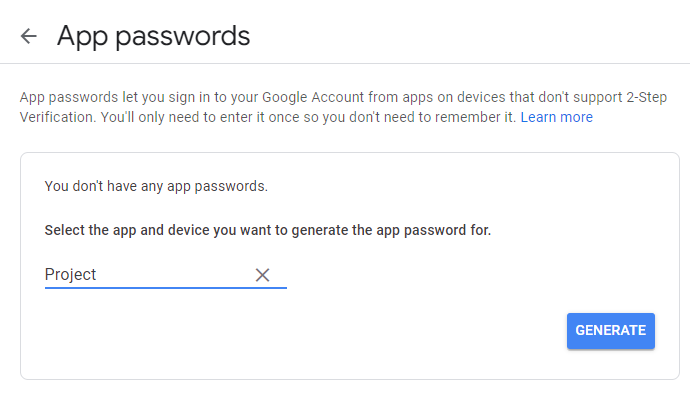 App passwords
App passwords let you sign in to your Google Account from apps on devices that don't support 2-Step
Verification. You'll only need to enter it once so you don't need to remember it. Learn more
You don't have any app passwords.
Select the app and device you want to generate the app password for.
Project
GENERATE